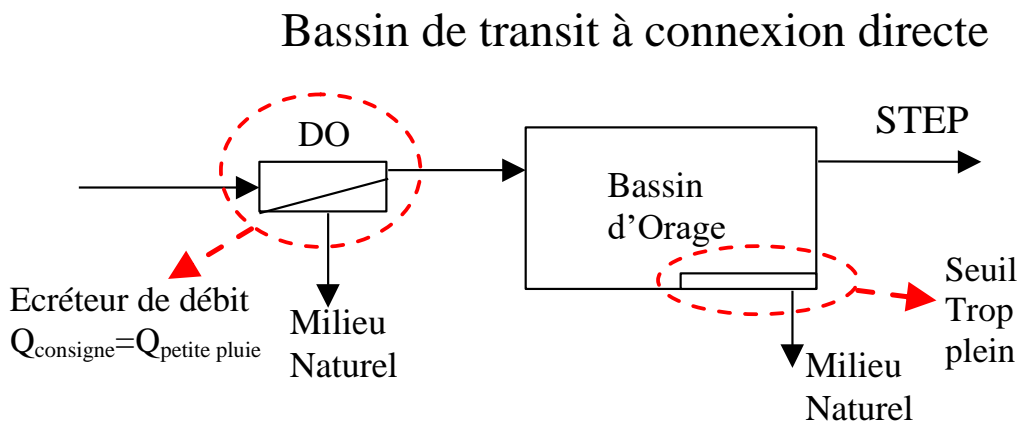 Bassin de transit à connexion directe
DO
STEP
Bassin
d’Orage
Ecréteur de débit
Qconsigne=Qpetite pluie
Milieu
Naturel
Seuil
Trop
plein
Milieu
Naturel